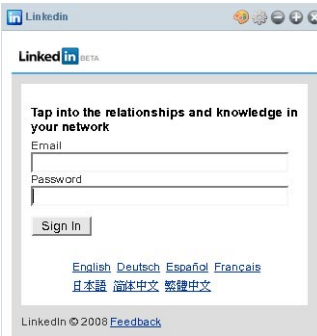 Linkedin
Linked in BETA
Tap into the relationships and knowledge in
your network
Email
Password
Sign In
English Deutsch Español Français
日本語 简体中文 繁體中文
LinkedIn © 2008 Feedback